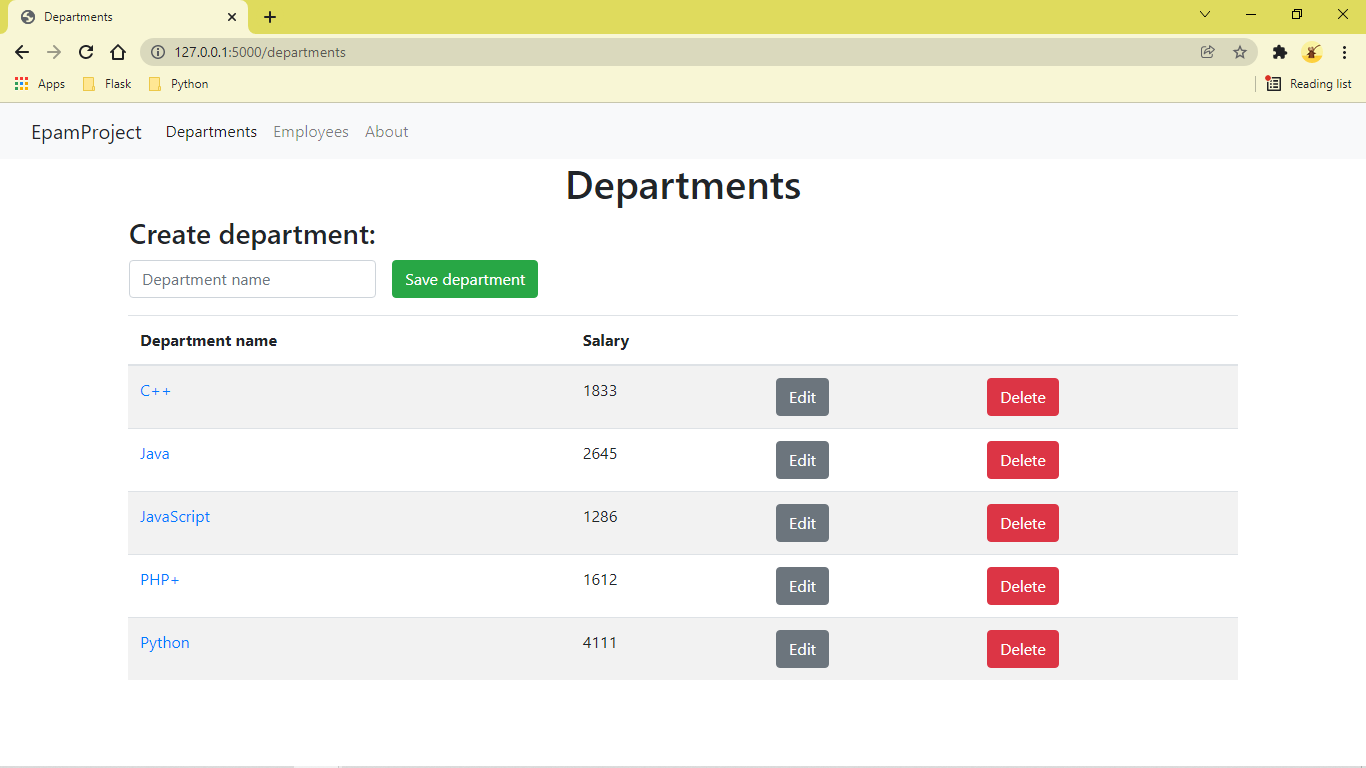 Departments
127.0.0.1:5000/departments
Apps Flask Python Reading list
EpamProject Departments Employees About
Departments
Create department:
Department name Save department
Department name Salary
C++ 1833 Edit Delete
Java 2645 Edit Delete
JavaScript 1286 Edit Delete
PHP+ 1612 Edit Delete
Python 4111 Edit Delete